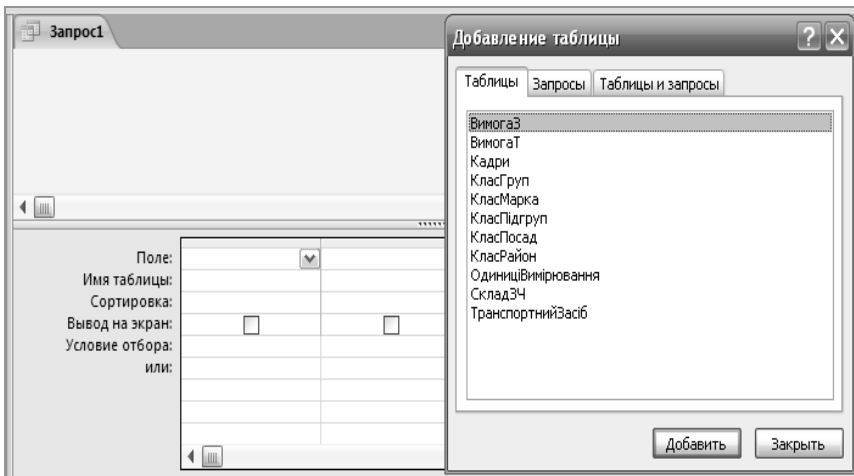 Запрос1
Поле:
Имя таблицы:
Сортировка:
Вывод на экран:
Условие отбора:
или:
Добавление таблицы
Таблицы Запросы Таблицы и запросы
ВимогаЗ
ВимогаТ
Кадри
КласГруп
КласМарка
КласПідгруп
КласПосад
КласРайон
ОдиниціВимірювання
СкладЗЧ
ТранспортнийЗасіб
Добавить Закрыть